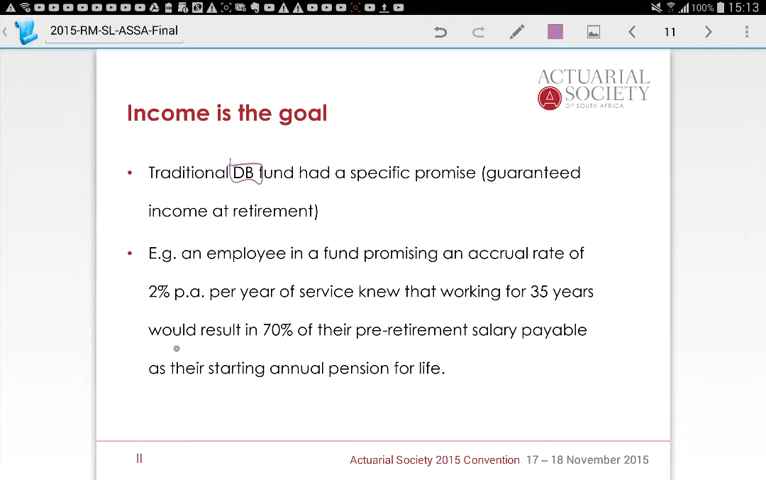 100% 15:13
2015-RM-SL-ASSA-Final
11
ACTUARIAL
SOCIETY
OF SOUTH AFRICA
Income is the goal
• Traditional DB fund had a specific promise (guaranteed
income at retirement)
• E.g. an employee in a fund promising an accrual rate of
2% p.a. per year of service knew that working for 35 years
would result in 70% of their pre-retirement salary payable
as their starting annual pension for life.
11
Actuarial Society 2015 Convention 17 – 18 November 2015